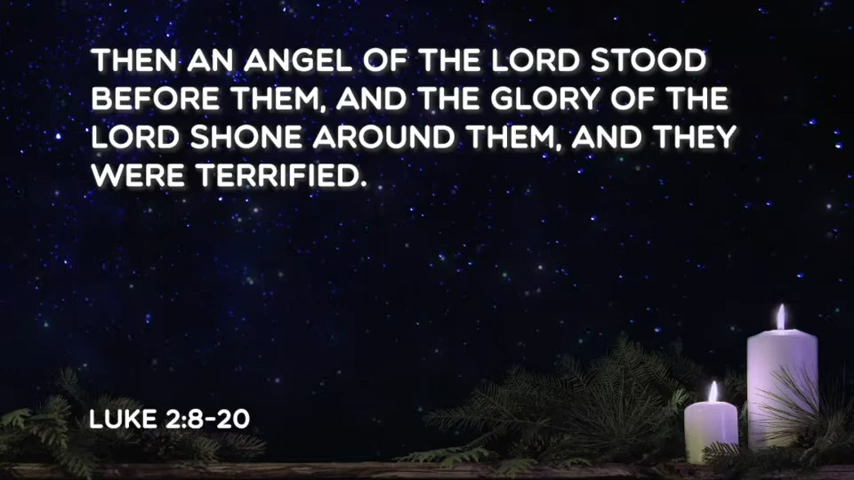 THEN AN ANGEL OF THE LORD STOOD
BEFORE THEM, AND THE GLORY OF THE
LORD SHONE AROUND THEM, AND THEY
WERE TERRIFIED.
LUKE 2:8-20